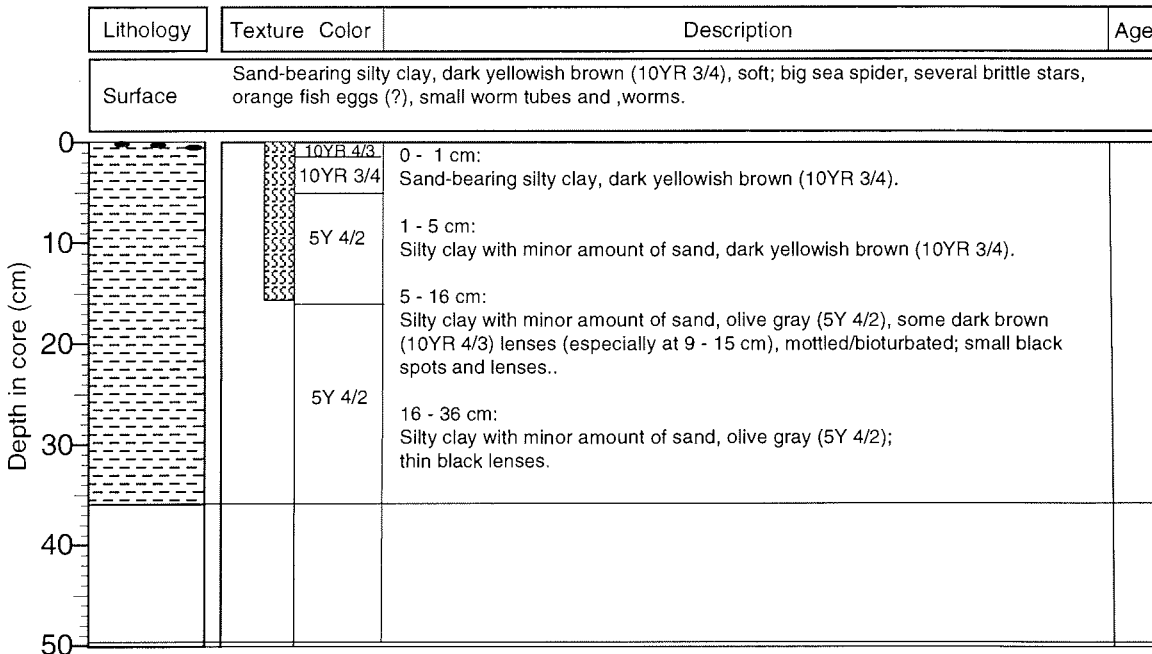 Lithology
Texture Color
Description
Age
Surface
Sand-bearing silty clay, dark yellowish brown (10YR 3/4), soft; big sea spider, several brittle stars,
orange fish eggs (?), small worm tubes and ,worms.
Depth in core (cm)
0
10
20
30
40
50
10YR 4/3
10YR 3/4
5Y 4/2
5Y 4/2
0 - 1 cm:
Sand-bearing silty clay, dark yellowish brown (10YR 3/4).
1 - 5 cm:
Silty clay with minor amount of sand, dark yellowish brown (10YR 3/4).
5 - 16 cm:
Silty clay with minor amount of sand, olive gray (5Y 4/2), some dark brown
(10YR 4/3) lenses (especially at 9 - 15 cm), mottled/bioturbated; small black
spots and lenses..
16 - 36 cm:
Silty clay with minor amount of sand, olive gray (5Y 4/2);
thin black lenses.